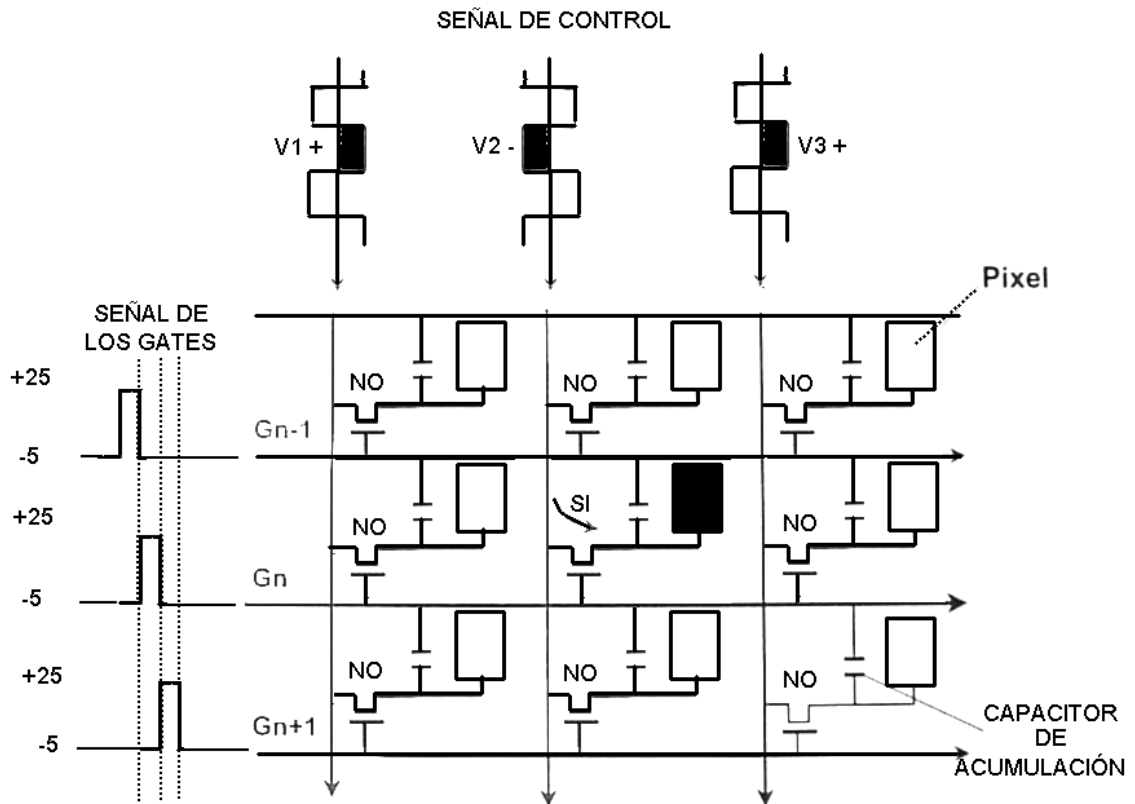 SEÑAL DE CONTROL
V1 +
V2 -
V3 +
Pixel
SEÑAL DE
LOS GATES
+25
-5
NO
NO
NO
Gn-1
+25
-5
NO
SI
NO
Gn
+25
-5
NO
NO
NO
Gn+1
CAPACITOR
DE
ACUMULACIÓN